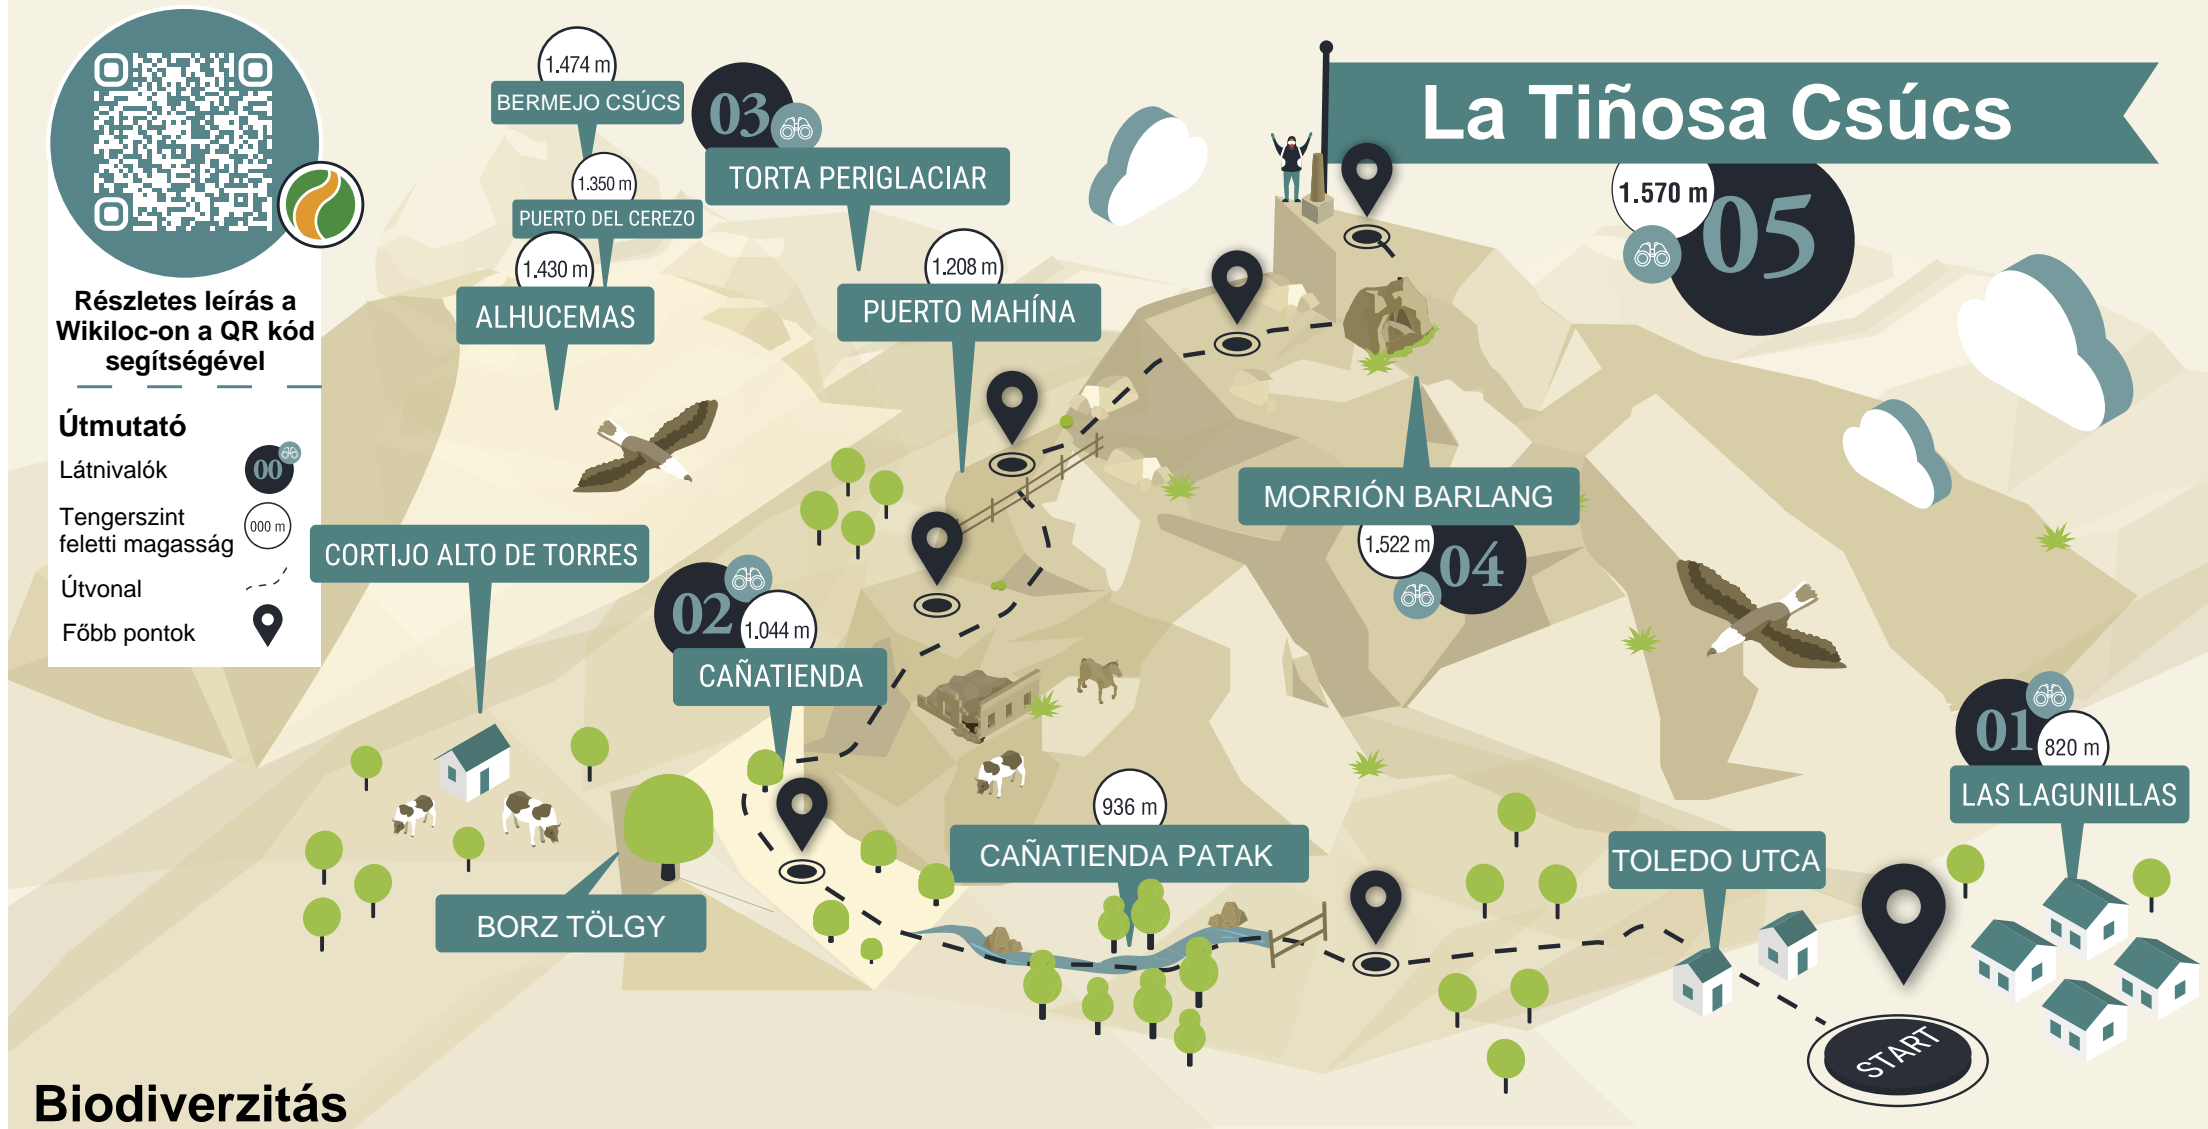 La Tiñosa Csúcs
1.570 m
05
1.474 m
BERMEJO CSÚCS
03
TORTA PERIGLACIAR
1.350 m
PUERTO DEL CEREZO
1.430 m
ALHUCEMAS
1.208 m
PUERTO MAHÍNA
Részletes leírás a
Wikiloc-on a QR kód
segítségével
Útmutató
Látnivalók
00
Tengerszint
feletti magasság
000 m
Útvonal
Főbb pontok
MORRIÓN BARLANG
1.522 m
04
CORTIJO ALTO DE TORRES
02
1.044 m
CAÑATIENDA
01
820 m
LAS LAGUNILLAS
936 m
CAÑATIENDA PATAK
TOLEDO UTCA
BORZ TÖLGY
START
Biodiverzitás